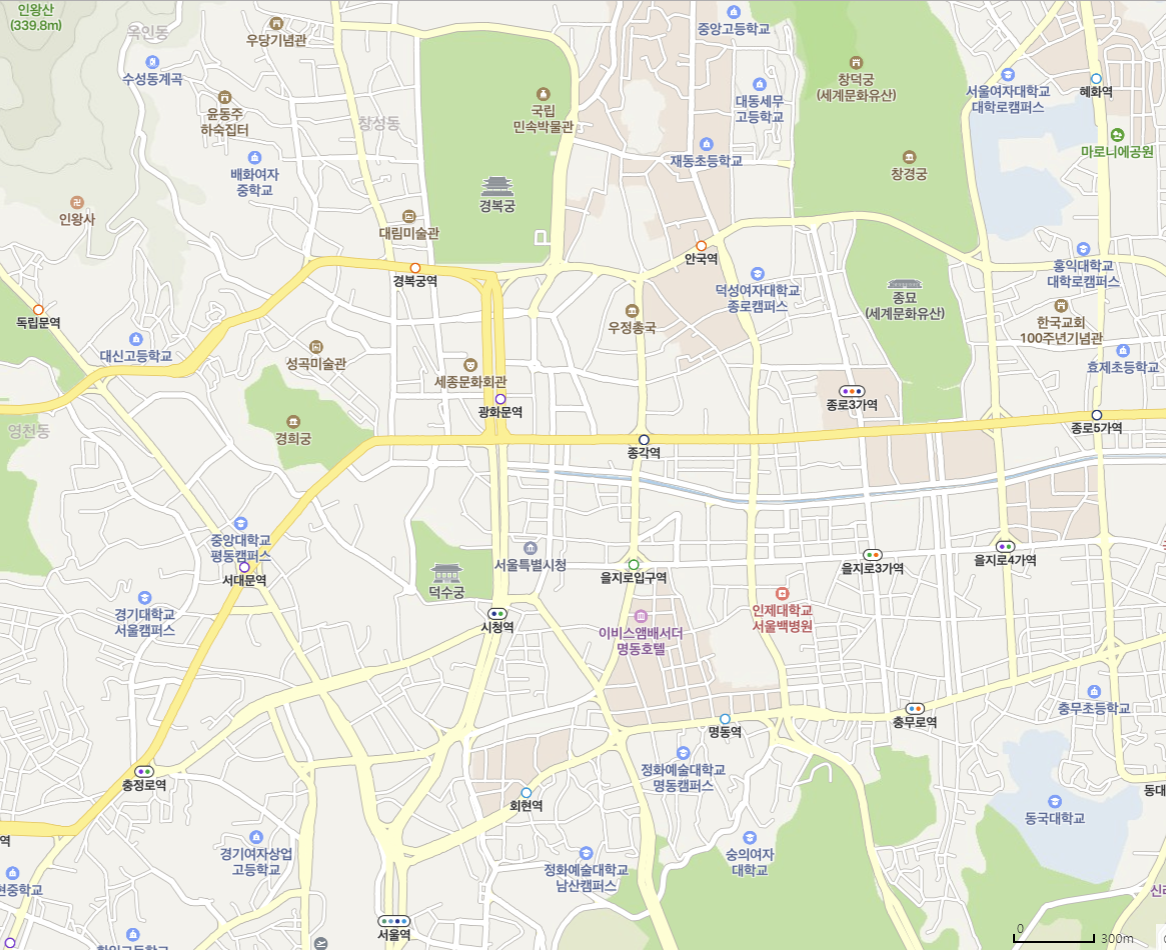 인왕산
(339.8m)
옥인동
우당기념관
중앙고등학교
수성동계곡
창덕궁
(세계문화유산)
서울여자대학교
대학로캠퍼스
혜화역
윤동주
하숙집터
창성동
국립
민속박물관
대동세무
고등학교
마로니에공원
배화여자
중학교
재동초등학교
창경궁
인왕사
경복궁
대림미술관
안국역
경복궁역
덕성여자대학교
종로캠퍼스
홍익대학교
대학로캠퍼스
종묘
(세계문화유산)
독립문역
우정총국
한국교회
100주년기념관
대신고등학교
성곡미술관
효제초등학교
세종문화회관
광화문역
종로3가역
영천동
경희궁
종각역
종로5가역
중앙대학교
평동캠퍼스
서대문역
서울특별시청
을지로입구역
을지로3가역
을지로4가역
덕수궁
경기대학교
서울캠퍼스
시청역
이비스앰배서더
명동호텔
인제대학교
서울백병원
충무초등학교
명동역
충무로역
정화예술대학교
명동캠퍼스
충정로역
회현역
동대
동국대학교
역
경기여자상업
고등학교
정화예술대학교
남산캠퍼스
숭의여자
대학교
현중학교
신라
서울역
0
300m